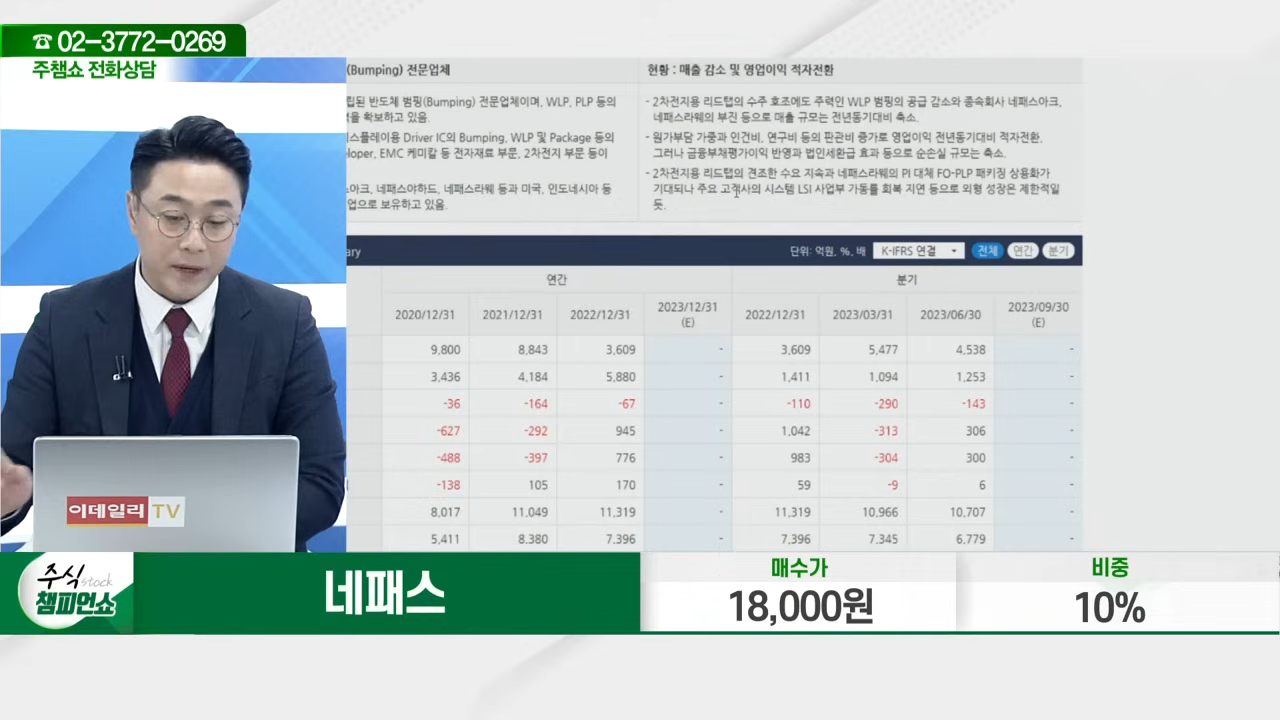 ☎ 02-3772-0269
주챔쇼 전화상담
(Bumping) 전문업체
립된 반도체 범핑(Bumping) 전문업체이며, WLP, PLP 등의
을 확보하고 있음.
스플레이용 Driver IC의 Bumping, WLP 및 Package 등의
loper, EMC 케미칼 등 전자재료 부문, 2차전지 부문 등이
아크, 네패스야하드, 네패스라웨 등과 미국, 인도네시아 등
업으로 보유하고 있음.
현황 : 매출 감소 및 영업이익 적자전환
- 2차전지용 리드탭의 수주 호조에도 주력인 WLP 범핑의 공급 감소와 종속회사 네패스아크,
네패스라웨의 부진 등으로 매출 규모는 전년동기대비 축소.
- 원가부담 가중과 인건비, 연구비 등의 판관비 증가로 영업이익 전년동기대비 적자전환,
그러나 금융부채평가이익 반영과 법인세환급 효과 등으로 순손실 규모는 축소.
- 2차전지용 리드탭의 견조한 수요 지속과 네패스라웨의 PI 대체 FO-PLP 패키징 상용화가
기대되나 주요 고객사의 시스템 LSI 사업부 가동률 회복 지연 등으로 외형 성장은 제한적일
듯.
ary 단위: 억원, %, 배 K-IFRS 연결 전체 연간 분기
연간 분기
2020/12/31 2021/12/31 2022/12/31 2023/12/31 (E) 2022/12/31 2023/03/31 2023/06/30 2023/09/30 (E)
9,800 8,843 3,609 - 3,609 5,477 4,538 -
3,436 4,184 5,880 - 1,411 1,094 1,253 -
-36 -164 -67 - -110 -290 -143 -
-627 -292 945 - 1,042 -313 306 -
-488 -397 776 - 983 -304 300 -
-138 105 170 - 59 -9 6 -
8,017 11,049 11,319 - 11,319 10,966 10,707 -
5,411 8,380 7,396 - 7,396 7,345 6,779 -
이데일리 TV
주식 stock
챔피언쇼
네패스
매수가
18,000원
비중
10%